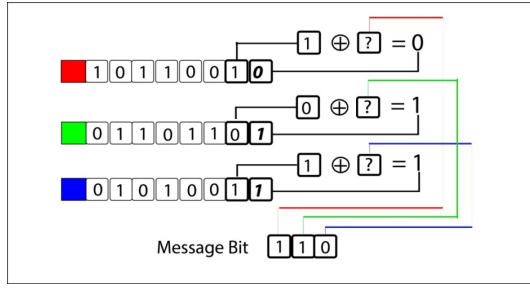 1 ⊕ ? = 0
1 0 1 1 0 0 1 0
0 ⊕ ? = 1
0 1 1 0 1 1 0 1
1 ⊕ ? = 1
0 1 0 1 0 0 1 1
Message Bit 1 1 0